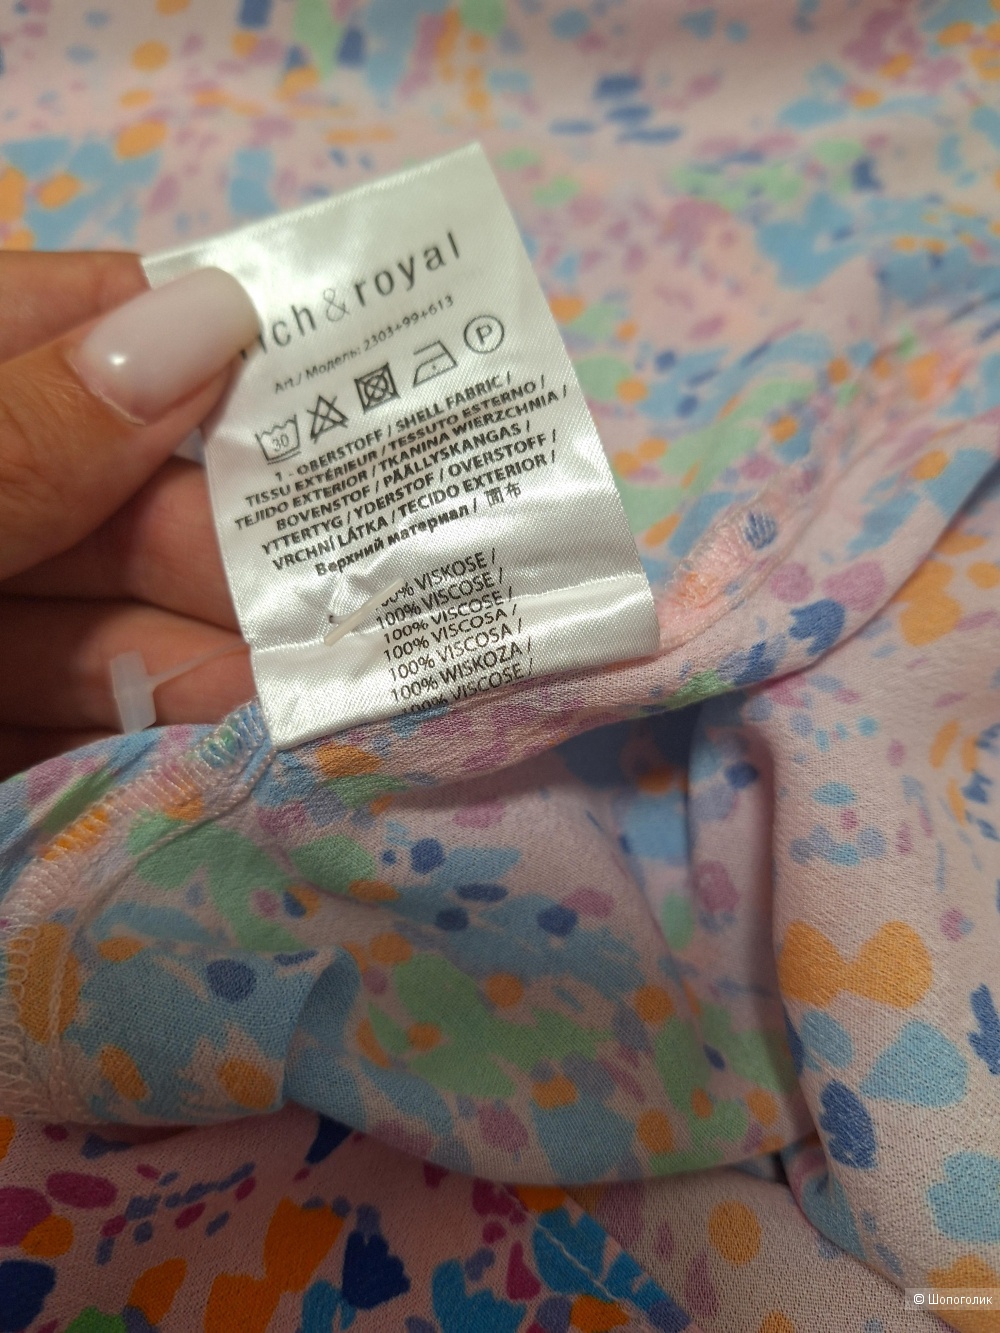 rich&royal
Art./ Модель: 2303+99+613
P
30
1 - OBERSTOFF / SHELL FABRIC /
TISSU EXTÉRIEUR / TESSUTO ESTERNO /
TEJIDO EXTERIOR / TKANINA WIERZCHNIA /
BOVENSTOF / PÄÄLLYSKANGAS /
YTTERTYG / YDERSTOF / OVERSTOFF /
VRCHNÍ LÁTKA / TECIDO EXTERIOR /
Верхний материал / 面布
VISKOSE /
100% VISCOSE /
100% VISCOSE /
100% VISCOSA /
100% VISCOSA /
100% WISKOZA /
100% VISCOSE /
© Шопоголик